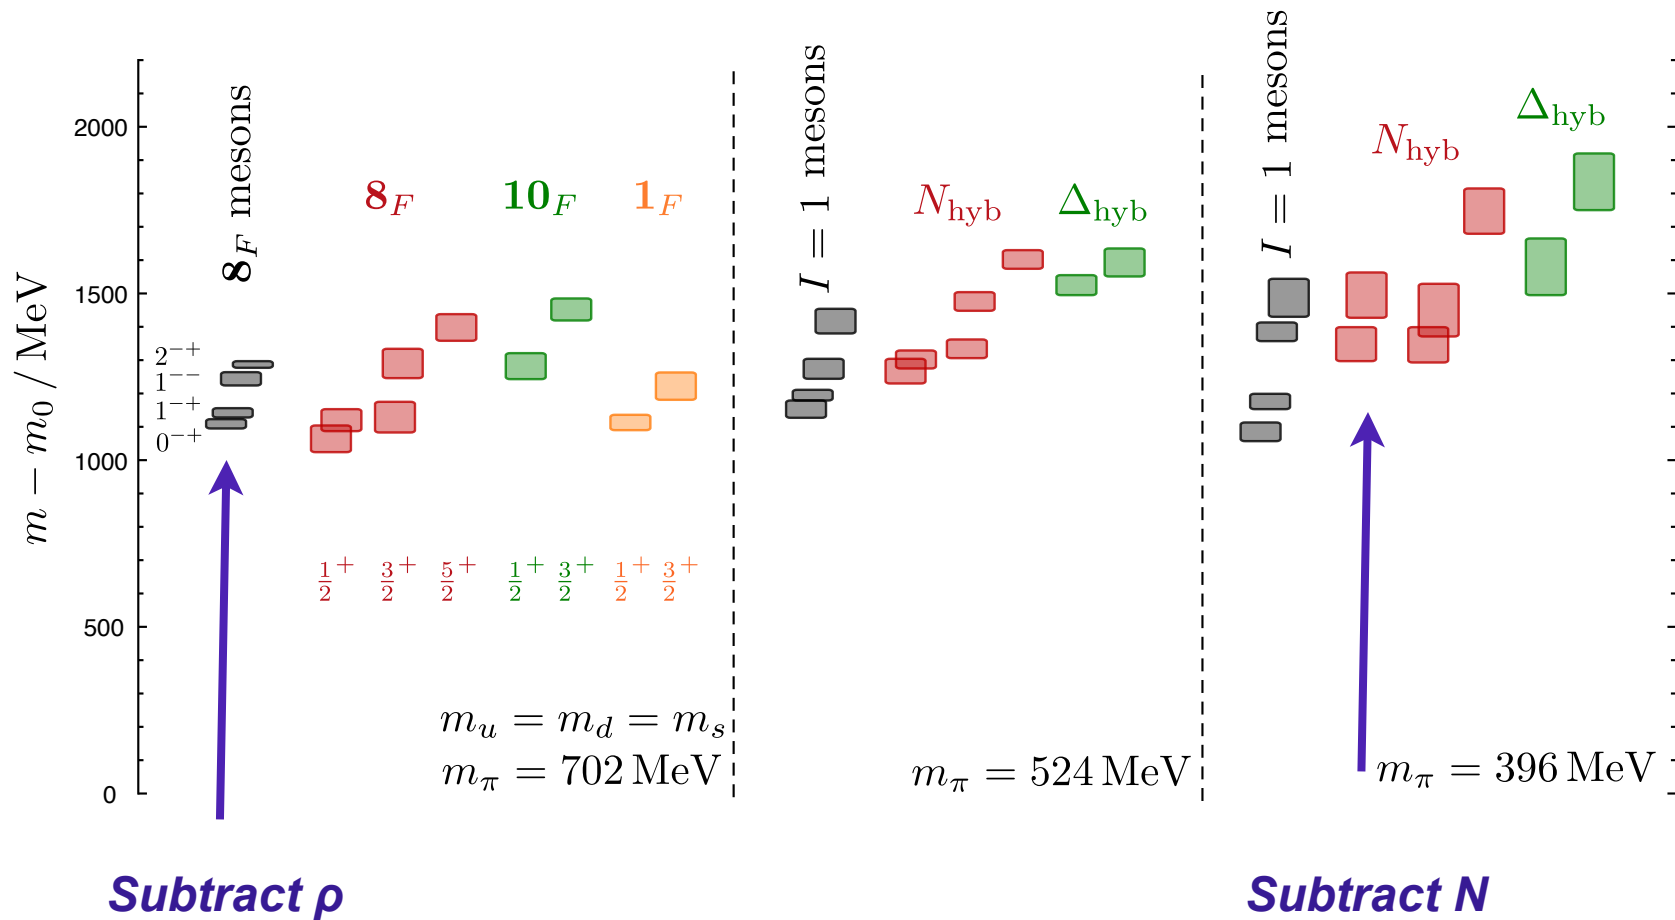 m − m₀ / MeV
2000
1500
1000
500
0
8_F mesons
2⁻⁺
1⁻⁻
1⁻⁺
0⁻⁺
8_F
10_F
1_F
1/2⁺ 3/2⁺ 5/2⁺ 1/2⁺ 3/2⁺ 1/2⁺ 3/2⁺
m_u = m_d = m_s
m_π = 702 MeV
I = 1 mesons
N_hyb
Δ_hyb
m_π = 524 MeV
I = 1 mesons
N_hyb
Δ_hyb
m_π = 396 MeV
Subtract ρ
Subtract N